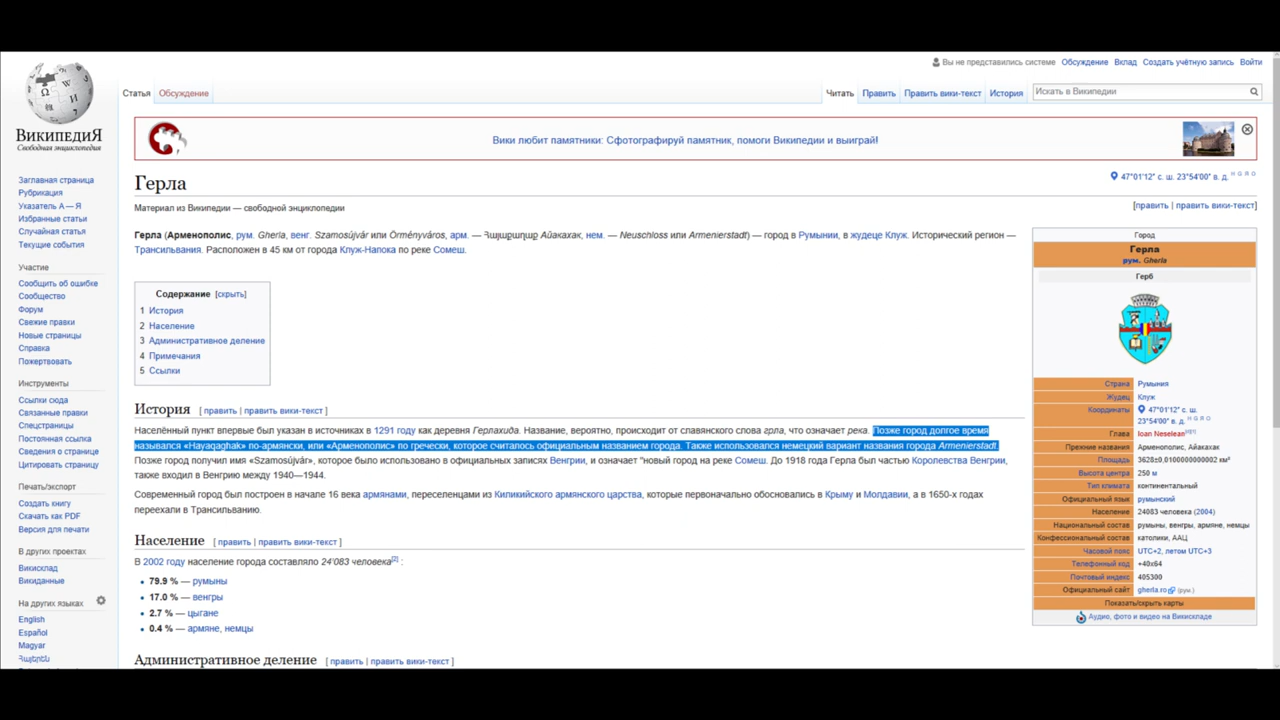 Вы не представились системе Обсуждение Вклад Создать учётную запись Войти
Статья Обсуждение Читать Править Править вики-текст История Искать в Википедии
ВикипедиЯ
Свободная энциклопедия
Вики любит памятники: Сфотографируй памятник, помоги Википедии и выиграй!
Заглавная страница
Рубрикация
Указатель А — Я
Избранные статьи
Случайная статья
Текущие события
Участие
Сообщить об ошибке
Сообщество
Форум
Свежие правки
Новые страницы
Справка
Пожертвовать
Инструменты
Ссылки сюда
Связанные правки
Спецстраницы
Постоянная ссылка
Сведения о странице
Цитировать страницу
Печать/экспорт
Создать книгу
Скачать как PDF
Версия для печати
В других проектах
Викисклад
Викиданные
На других языках
English
Español
Magyar
Հայերեն
Герла
47°01′12″ с. ш. 23°54′00″ в. д. H G Я O
Материал из Википедии — свободной энциклопедии
[править | править вики-текст]
Герла (Арменополис, рум. Gherla, венг. Szamosújvár или Örményváros, арм. — Հայաքաղաք Айакахак, нем. — Neuschloss или Armenierstadt) — город в Румынии, в жудеце Клуж. Исторический регион —
Трансильвания. Расположен в 45 км от города Клуж-Напока по реке Сомеш.
Содержание [скрыть]
1 История
2 Население
3 Административное деление
4 Примечания
5 Ссылки
История [ править | править вики-текст ]
Населённый пункт впервые был указан в источниках в 1291 году как деревня Герлахида. Название, вероятно, происходит от славянского слова грла, что означает река. Позже город долгое время
назывался «Hayaqaghak» по-армянски, или «Арменополис» по гречески, которое считалось официальным названием города. Также использовался немецкий вариант названия города Armenierstadt.
Позже город получил имя «Szamosújvár», которое было использовано в официальных записях Венгрии, и означает "новый город на реке Сомеш. До 1918 года Герла был частью Королевства Венгрии,
также входил в Венгрию между 1940—1944.
Современный город был построен в начале 16 века армянами, переселенцами из Киликийского армянского царства, которые первоначально обосновались в Крыму и Молдавии, а в 1650-х годах
переехали в Трансильванию.
Население [ править | править вики-текст ]
В 2002 году население города составляло 24'083 человека[2] :
79.9 % — румыны
17.0 % — венгры
2.7 % — цыгане
0.4 % — армяне, немцы
Административное деление [ править | править вики-текст ]
Город
Герла
рум. Gherla
Герб
Страна Румыния
Жудец Клуж
Координаты 47°01′12″ с. ш.
23°54′00″ в. д. H G Я O
Глава Ioan Neselean
Прежние названия Арменополис, Айакахак
Площадь 3628±0,0100000000002 км²
Высота центра 250 м
Тип климата континентальный
Официальный язык румынский
Население 24083 человека (2004)
Национальный состав румыны, венгры, армяне, немцы
Конфессиональный состав католики, ААЦ
Часовой пояс UTC+2, летом UTC+3
Телефонный код +40x64
Почтовый индекс 405300
Официальный сайт gherla.ro (рум.)
Показать/скрыть карты
Аудио, фото и видео на Викискладе